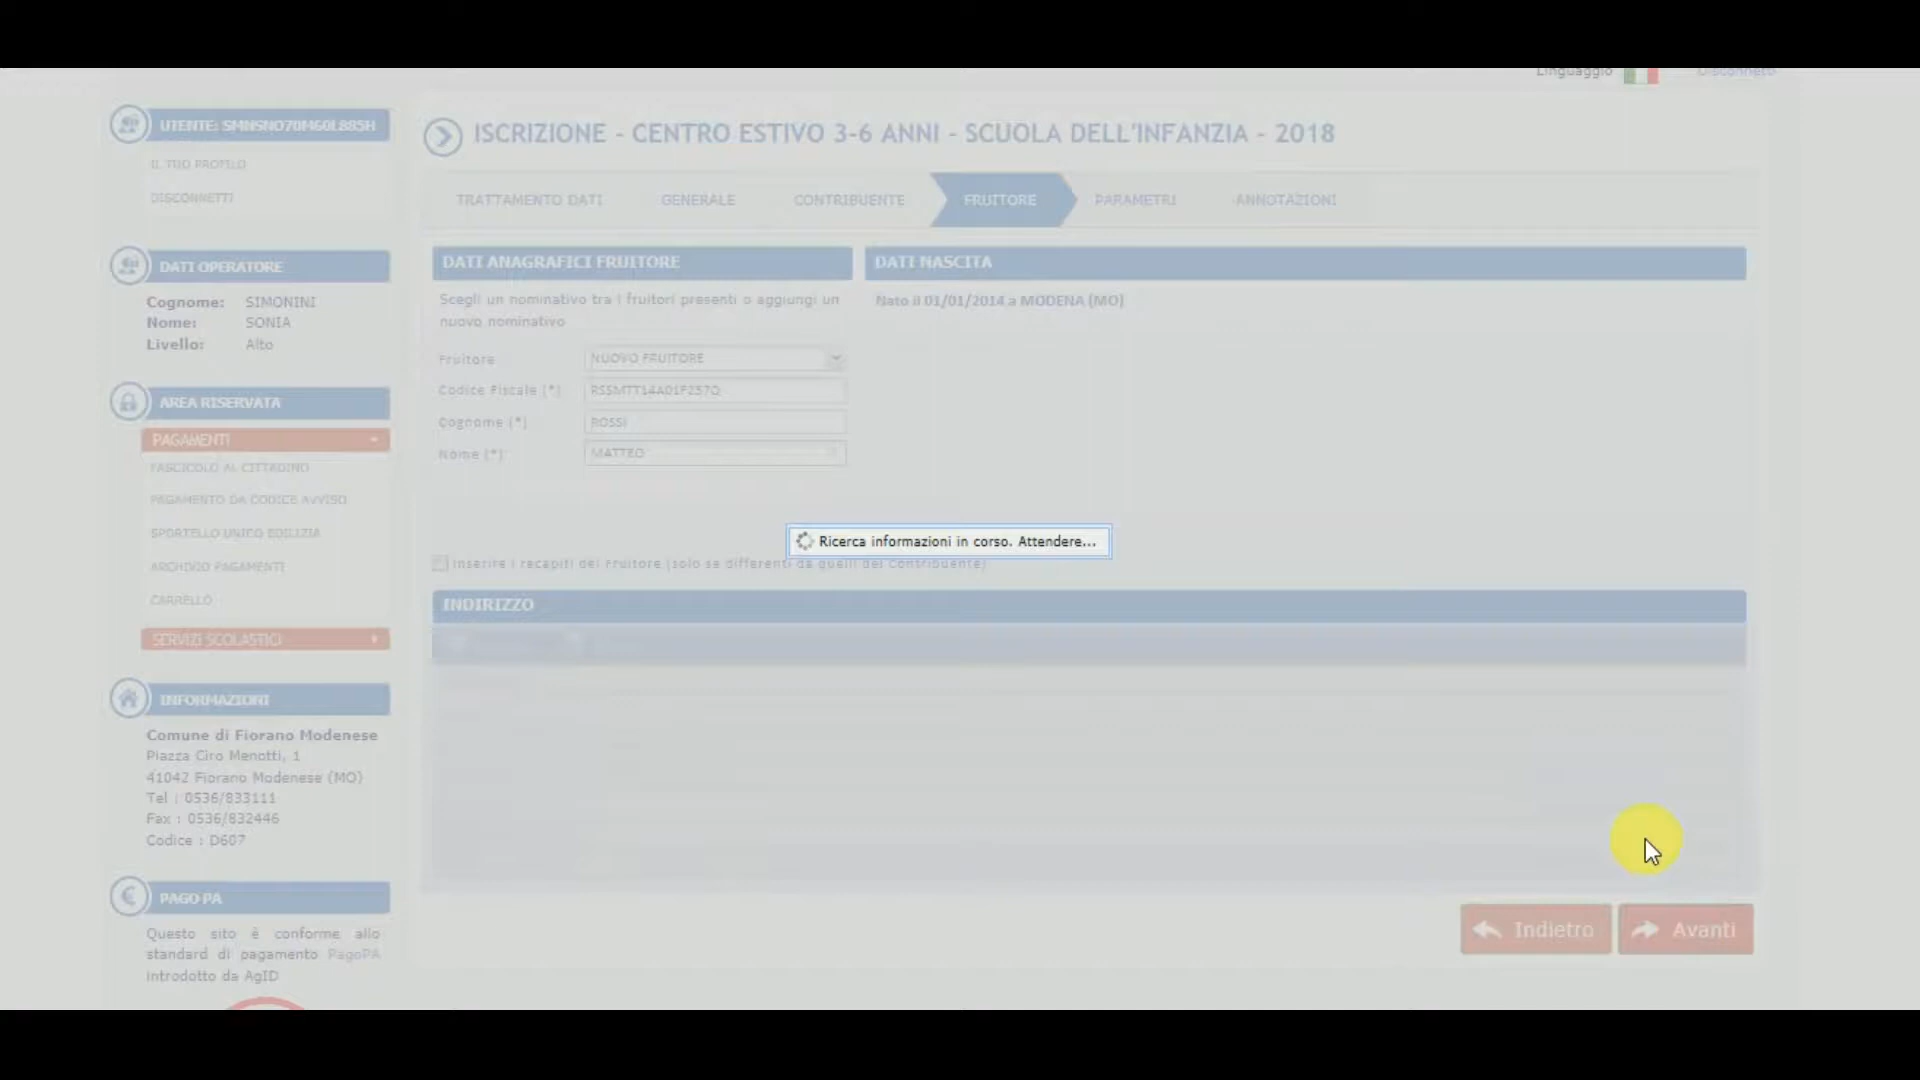 Linguaggio Disconnetti
UTENTE: SMNSNO70M60L885H
IL TUO PROFILO
DISCONNETTI
DATI OPERATORE
Cognome: SIMONINI
Nome: SONIA
Livello: Alto
AREA RISERVATA
PAGAMENTI
FASCICOLO AL CITTADINO
PAGAMENTO DA CODICE AVVISO
SPORTELLO UNICO EDILIZIA
ARCHIVIO PAGAMENTI
CARRELLO
SERVIZI SCOLASTICI
INFORMAZIONI
Comune di Fiorano Modenese
Piazza Ciro Menotti, 1
41042 Fiorano Modenese (MO)
Tel : 0536/833111
Fax : 0536/832446
Codice : D607
PAGO PA
Questo sito è conforme allo
standard di pagamento PagoPA
introdotto da AgID
ISCRIZIONE - CENTRO ESTIVO 3-6 ANNI - SCUOLA DELL'INFANZIA - 2018
TRATTAMENTO DATI GENERALE CONTRIBUENTE FRUITORE PARAMETRI ANNOTAZIONI
DATI ANAGRAFICI FRUITORE
Scegli un nominativo tra i fruitori presenti o aggiungi un
nuovo nominativo
Fruitore NUOVO FRUITORE
Codice Fiscale (*) RSSMTT14A01F257Q
Cognome (*) ROSSI
Nome (*) MATTEO
DATI NASCITA
Nato il 01/01/2014 a MODENA (MO)
Ricerca informazioni in corso. Attendere...
Inserire i recapiti del Fruitore (solo se differenti da quelli del Contribuente)
INDIRIZZO
Indietro Avanti